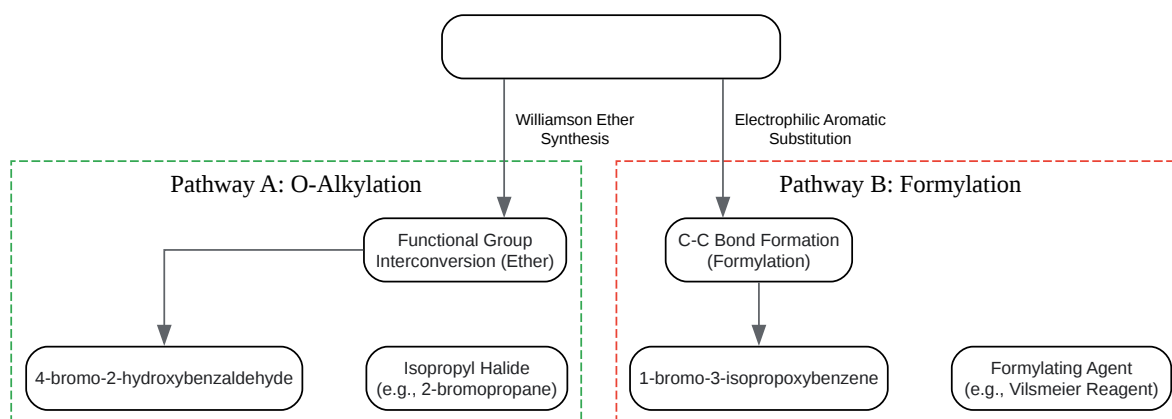 Williamson Ether
Synthesis
Electrophilic Aromatic
Substitution
Pathway A: O-Alkylation
Pathway B: Formylation
Functional Group
Interconversion (Ether)
C-C Bond Formation
(Formylation)
4-bromo-2-hydroxybenzaldehyde
Isopropyl Halide
(e.g., 2-bromopropane)
1-bromo-3-isopropoxybenzene
Formylating Agent
(e.g., Vilsmeier Reagent)